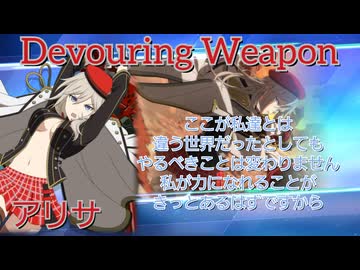 Devouring Weapon
ここが私達とは
違う世界だったとしても
やるべきことは変わりません
私が力になれることが
きっとあるはずですから
アリサ